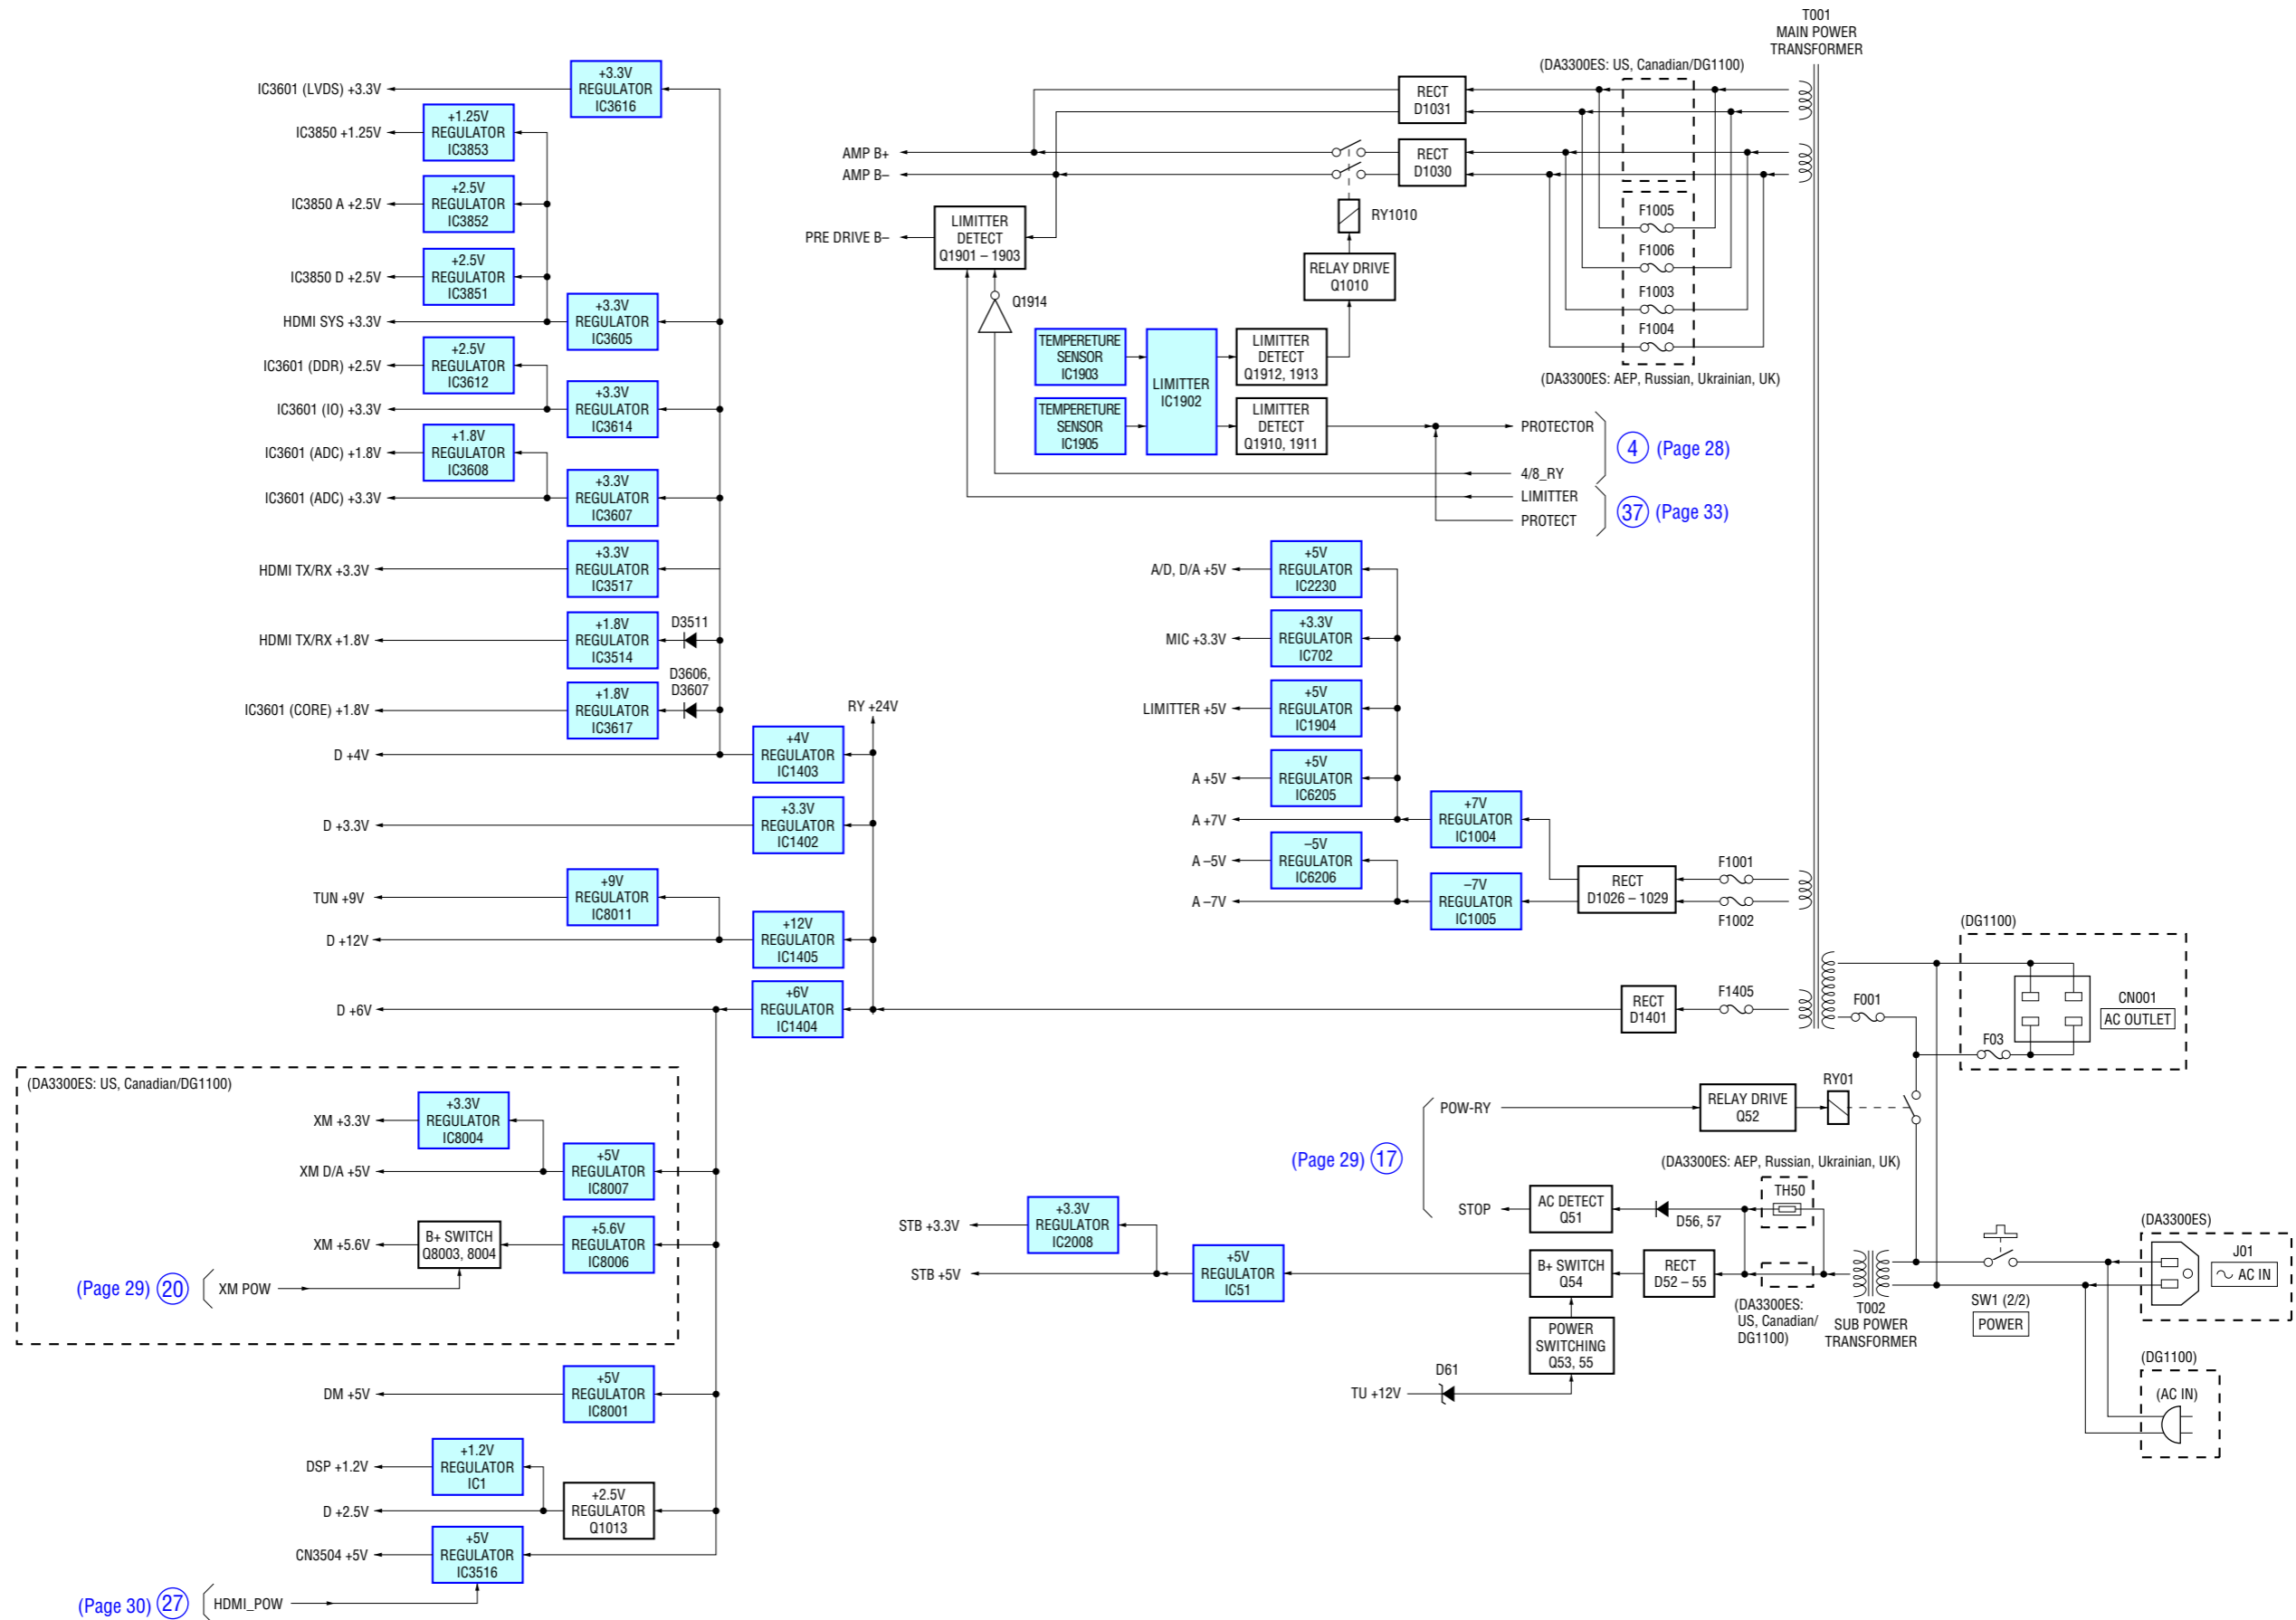 T001
MAIN POWER
TRANSFORMER
(DA3300ES: US, Canadian/DG1100)
+3.3V
REGULATOR
IC3616
IC3601 (LVDS) +3.3V
RECT
D1031
+1.25V
REGULATOR
IC3853
IC3850 +1.25V
AMP B+
AMP B–
RECT
D1030
+2.5V
REGULATOR
IC3852
IC3850 A +2.5V
RY1010
F1005
PRE DRIVE B–
LIMITTER
DETECT
Q1901 – 1903
F1006
RELAY DRIVE
Q1010
+2.5V
REGULATOR
IC3851
IC3850 D +2.5V
Q1914
F1003
HDMI SYS +3.3V
+3.3V
REGULATOR
IC3605
F1004
TEMPERETURE
SENSOR
IC1903
LIMITTER
IC1902
LIMITTER
DETECT
Q1912, 1913
+2.5V
REGULATOR
IC3612
IC3601 (DDR) +2.5V
(DA3300ES: AEP, Russian, Ukrainian, UK)
IC3601 (IO) +3.3V
+3.3V
REGULATOR
IC3614
TEMPERETURE
SENSOR
IC1905
LIMITTER
DETECT
Q1910, 1911
PROTECTOR
4 (Page 28)
+1.8V
REGULATOR
IC3608
IC3601 (ADC) +1.8V
4/8_RY
IC3601 (ADC) +3.3V
+3.3V
REGULATOR
IC3607
LIMITTER
37 (Page 33)
PROTECT
HDMI TX/RX +3.3V
+3.3V
REGULATOR
IC3517
A/D, D/A +5V
+5V
REGULATOR
IC2230
HDMI TX/RX +1.8V
+1.8V
REGULATOR
IC3514
D3511
MIC +3.3V
+3.3V
REGULATOR
IC702
D3606,
D3607
IC3601 (CORE) +1.8V
+1.8V
REGULATOR
IC3617
RY +24V
LIMITTER +5V
+5V
REGULATOR
IC1904
D +4V
+4V
REGULATOR
IC1403
A +5V
+5V
REGULATOR
IC6205
D +3.3V
+3.3V
REGULATOR
IC1402
A +7V
+7V
REGULATOR
IC1004
A –5V
–5V
REGULATOR
IC6206
F1001
RECT
D1026 – 1029
F1002
TUN +9V
+9V
REGULATOR
IC8011
A –7V
–7V
REGULATOR
IC1005
D +12V
+12V
REGULATOR
IC1405
(DG1100)
CN001
AC OUTLET
F001
F03
D +6V
+6V
REGULATOR
IC1404
RECT
D1401
F1405
(DA3300ES: US, Canadian/DG1100)
XM +3.3V
+3.3V
REGULATOR
IC8004
POW-RY
RELAY DRIVE
Q52
RY01
XM D/A +5V
+5V
REGULATOR
IC8007
(Page 29) 17
(DA3300ES: AEP, Russian, Ukrainian, UK)
TH50
STOP
AC DETECT
Q51
D56, 57
STB +3.3V
+3.3V
REGULATOR
IC2008
XM +5.6V
B+ SWITCH
Q8003, 8004
+5.6V
REGULATOR
IC8006
(DA3300ES)
J01
AC IN
STB +5V
+5V
REGULATOR
IC51
B+ SWITCH
Q54
RECT
D52 – 55
(Page 29) 20
XM POW
(DA3300ES:
US, Canadian/
DG1100)
T002
SUB POWER
TRANSFORMER
SW1 (2/2)
POWER
POWER
SWITCHING
Q53, 55
(DG1100)
(AC IN)
DM +5V
+5V
REGULATOR
IC8001
D61
TU +12V
DSP +1.2V
+1.2V
REGULATOR
IC1
D +2.5V
+2.5V
REGULATOR
Q1013
CN3504 +5V
+5V
REGULATOR
IC3516
(Page 30) 27
HDMI_POW